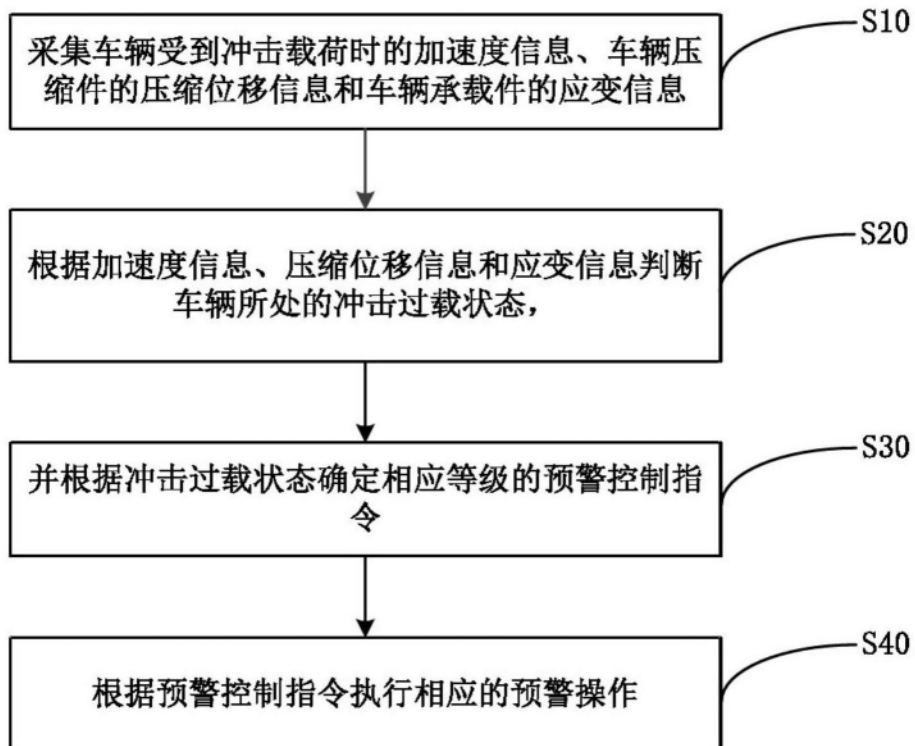 采集车辆受到冲击载荷时的加速度信息、车辆压
缩件的压缩位移信息和车辆承载件的应变信息
S10
根据加速度信息、压缩位移信息和应变信息判断
车辆所处的冲击过载状态，
S20
并根据冲击过载状态确定相应等级的预警控制指
令
S30
根据预警控制指令执行相应的预警操作
S40